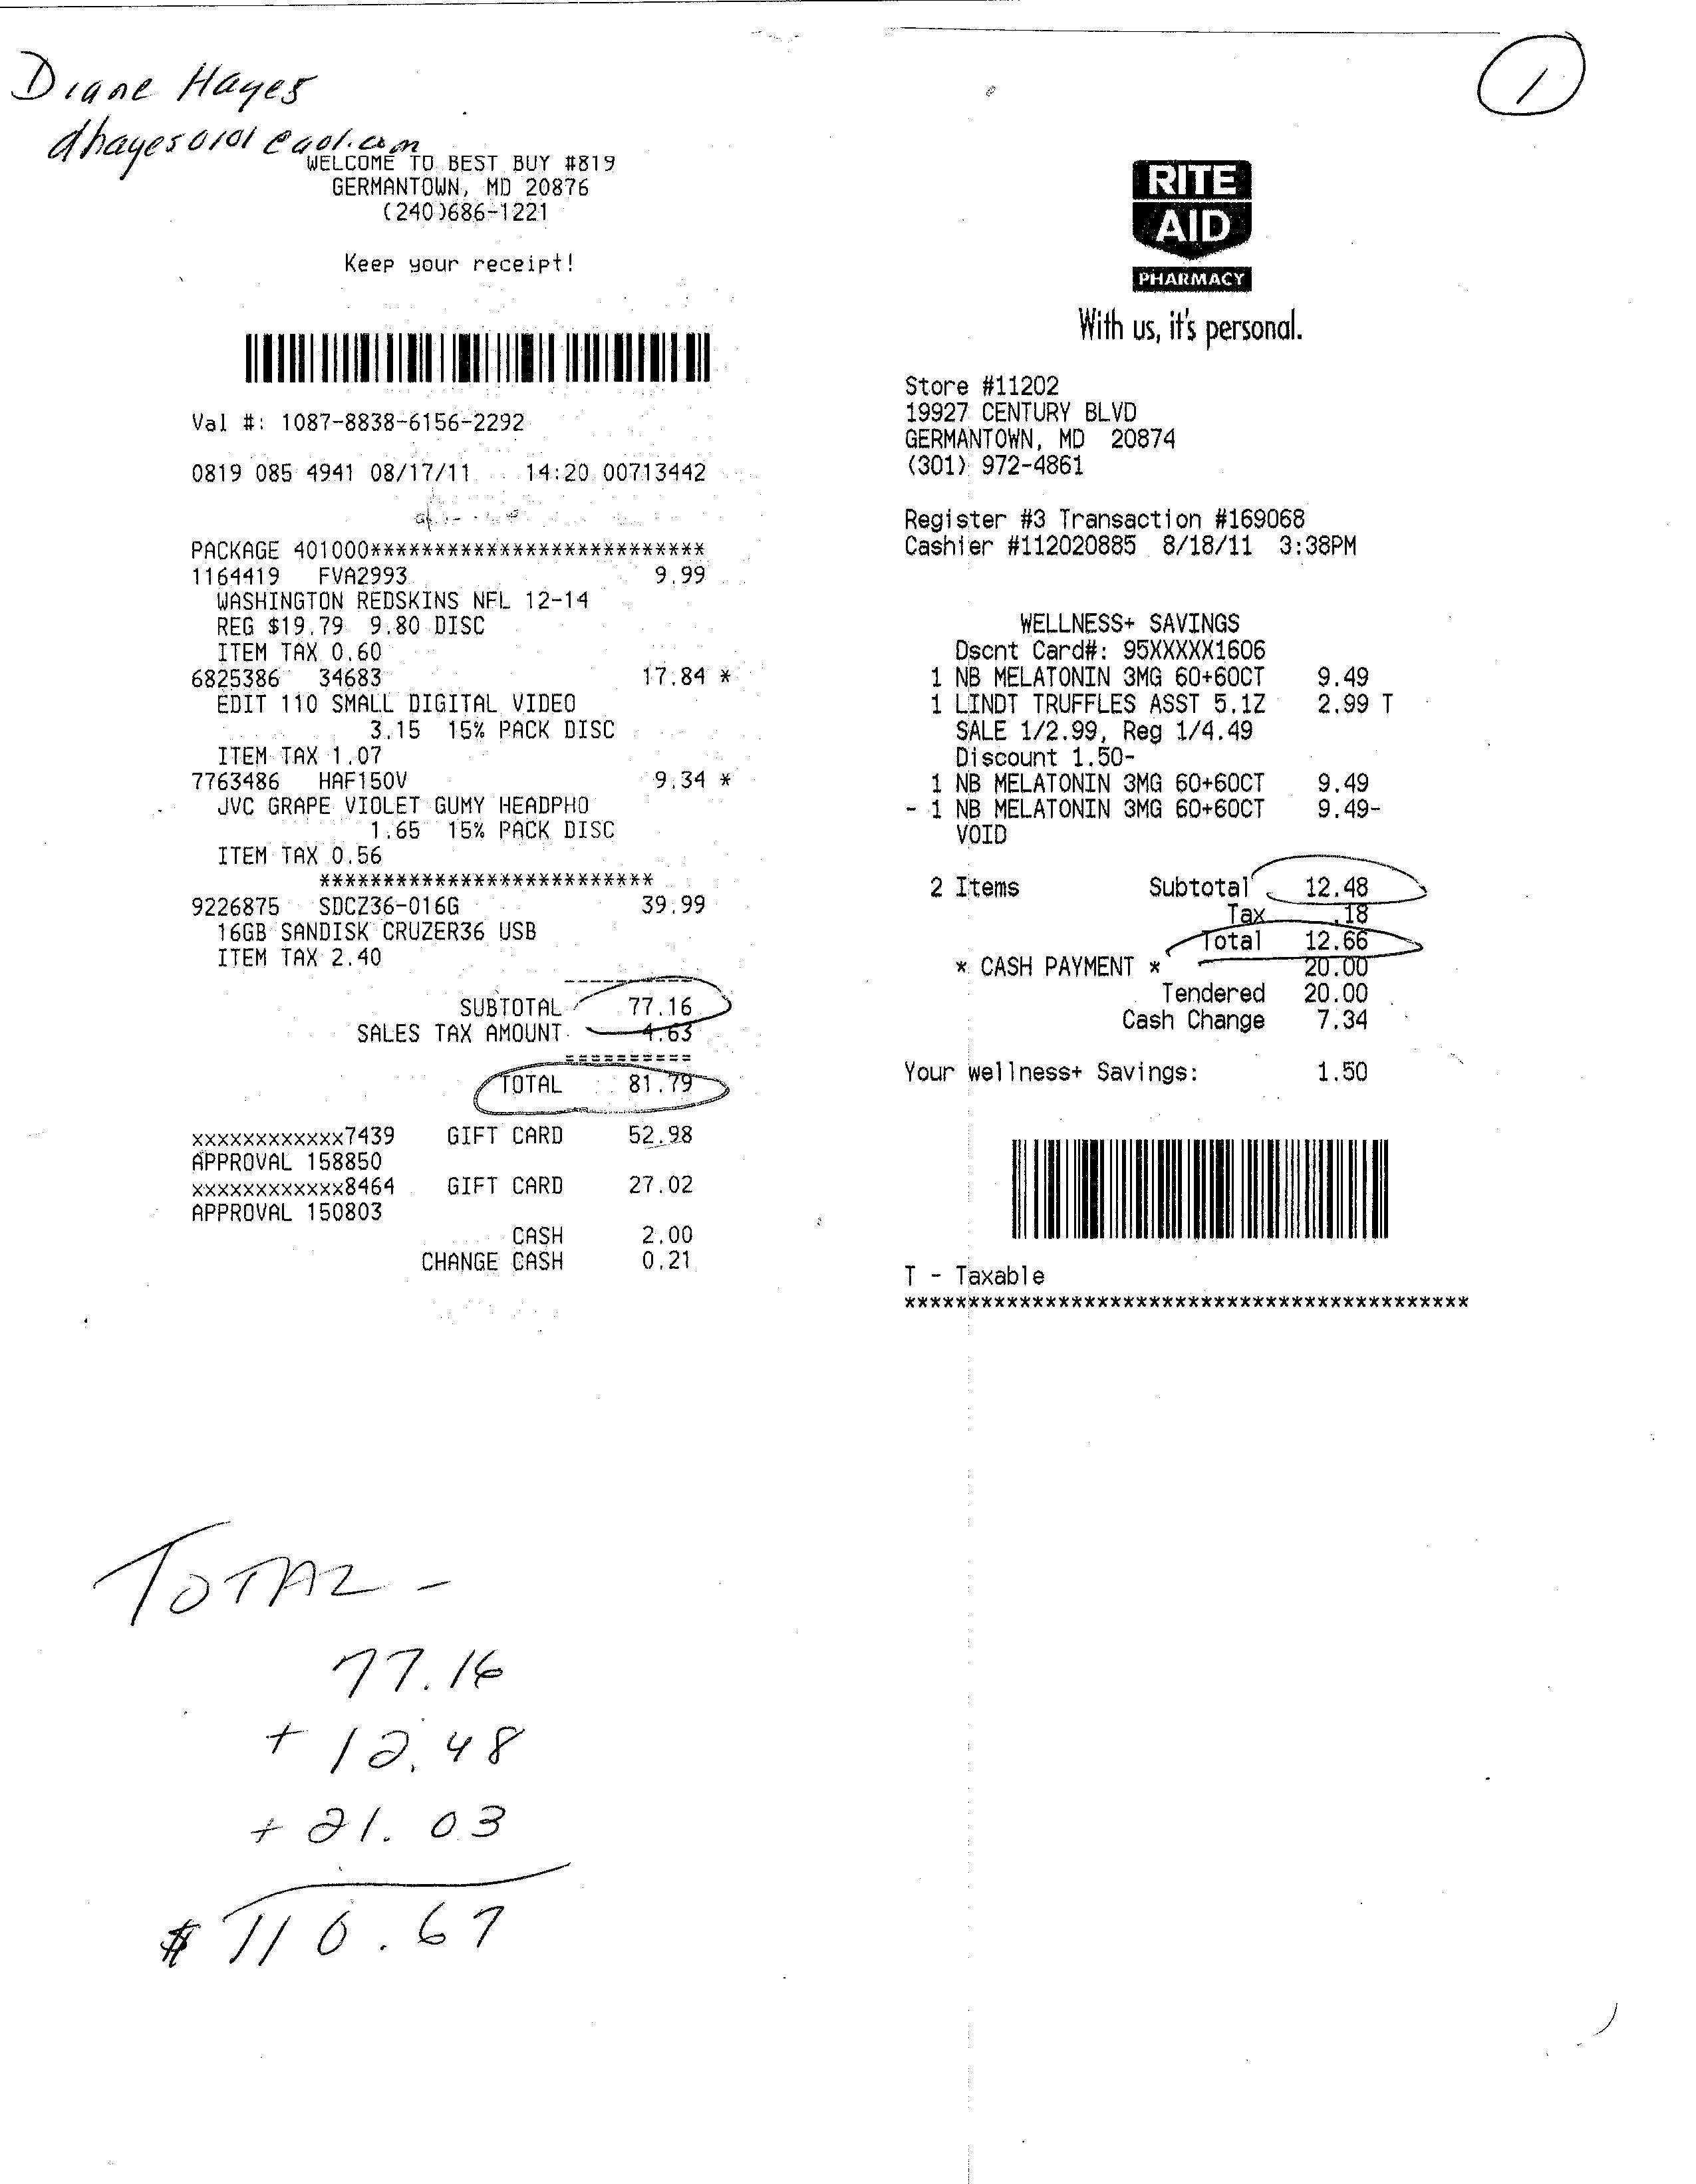 Diane Hayes
dhayes0101@aol.com
1
WELCOME TO BEST BUY #819
GERMANTOWN, MD 20876
(240)686-1221
Keep your receipt!
Val #: 1087-8838-6156-2292
0819 085 4941 08/17/11 14:20 00713442
PACKAGE 401000**************************
1164419 FVA2993 9.99
WASHINGTON REDSKINS NFL 12-14
REG $19.79 9.80 DISC
ITEM TAX 0.60
6825386 34683 17.84 *
EDIT 110 SMALL DIGITAL VIDEO
3.15 15% PACK DISC
ITEM TAX 1.07
7763486 HAF150V 9.34 *
JVC GRAPE VIOLET GUMY HEADPHO
1.65 15% PACK DISC
ITEM TAX 0.56
**************************
9226875 SDCZ36-016G 39.99
16GB SANDISK CRUZER36 USB
ITEM TAX 2.40
----------
SUBTOTAL 77.16
SALES TAX AMOUNT 4.63
==========
TOTAL 81.79
xxxxxxxxxxxx7439 GIFT CARD 52.98
APPROVAL 158850
xxxxxxxxxxxx8464 GIFT CARD 27.02
APPROVAL 150803
CASH 2.00
CHANGE CASH 0.21
RITE
AID
PHARMACY
With us, it's personal.
Store #11202
19927 CENTURY BLVD
GERMANTOWN, MD 20874
(301) 972-4861
Register #3 Transaction #169068
Cashier #112020885 8/18/11 3:38PM
WELLNESS+ SAVINGS
Dscnt Card#: 95XXXXX1606
1 NB MELATONIN 3MG 60+60CT 9.49
1 LINDT TRUFFLES ASST 5.1Z 2.99 T
SALE 1/2.99, Reg 1/4.49
Discount 1.50-
1 NB MELATONIN 3MG 60+60CT 9.49
- 1 NB MELATONIN 3MG 60+60CT 9.49-
VOID
2 Items Subtotal 12.48
Tax .18
Total 12.66
* CASH PAYMENT * 20.00
Tendered 20.00
Cash Change 7.34
Your wellness+ Savings: 1.50
T - Taxable
********************************************
TOTAL -
77.16
+ 12.48
+ 21.03
$ 110.67